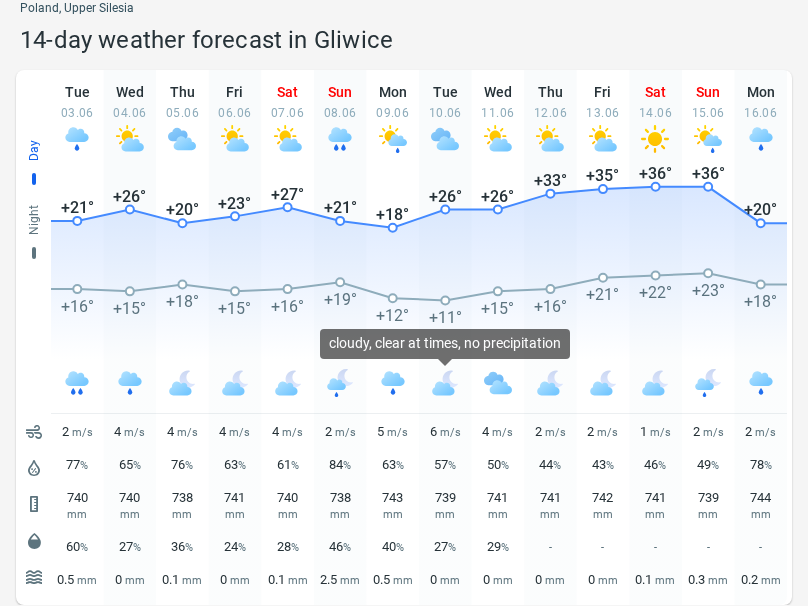 Poland, Upper Silesia
14-day weather forecast in Gliwice
Tue Wed Thu Fri Sat Sun Mon Tue Wed Thu Fri Sat Sun Mon
03.06 04.06 05.06 06.06 07.06 08.06 09.06 10.06 11.06 12.06 13.06 14.06 15.06 16.06
Day
+21° +26° +20° +23° +27° +21° +18° +26° +26° +33° +35° +36° +36° +20°
Night
+16° +15° +18° +15° +16° +19° +12° +11° +15° +16° +21° +22° +23° +18°
cloudy, clear at times, no precipitation
2 m/s 4 m/s 4 m/s 4 m/s 4 m/s 2 m/s 5 m/s 6 m/s 4 m/s 2 m/s 2 m/s 1 m/s 2 m/s 2 m/s
77% 65% 76% 63% 61% 84% 63% 57% 50% 44% 43% 46% 49% 78%
740 740 738 741 740 738 743 739 741 741 742 741 739 744
mm mm mm mm mm mm mm mm mm mm mm mm mm mm
60% 27% 36% 24% 28% 46% 40% 27% 29% - - - - -
0.5 mm 0 mm 0.1 mm 0 mm 0.1 mm 2.5 mm 0.5 mm 0 mm 0 mm 0 mm 0 mm 0.1 mm 0.3 mm 0.2 mm